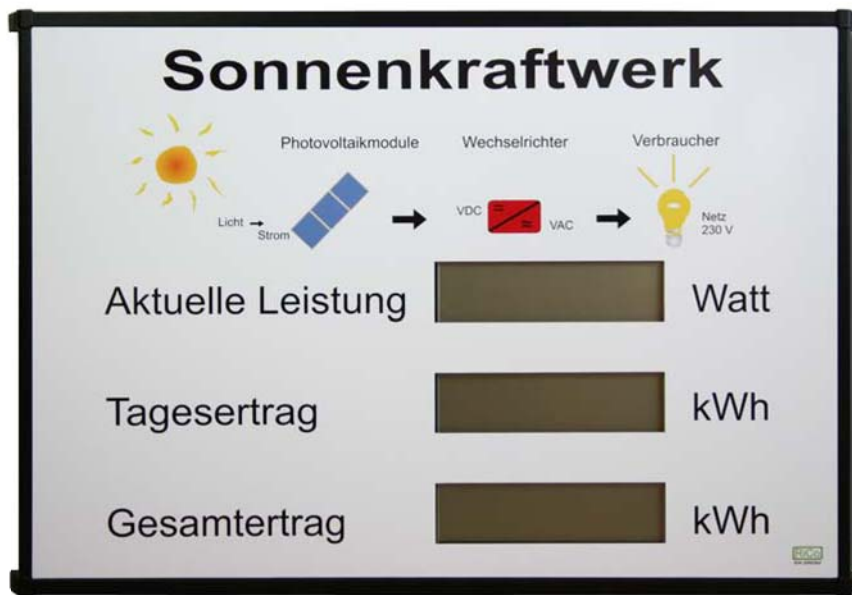 Sonnenkraftwerk
Photovoltaikmodule Wechselrichter Verbraucher
Licht → Strom
VDC
VAC
Netz
230 V
Aktuelle Leistung Watt
Tagesertrag kWh
Gesamtertrag kWh